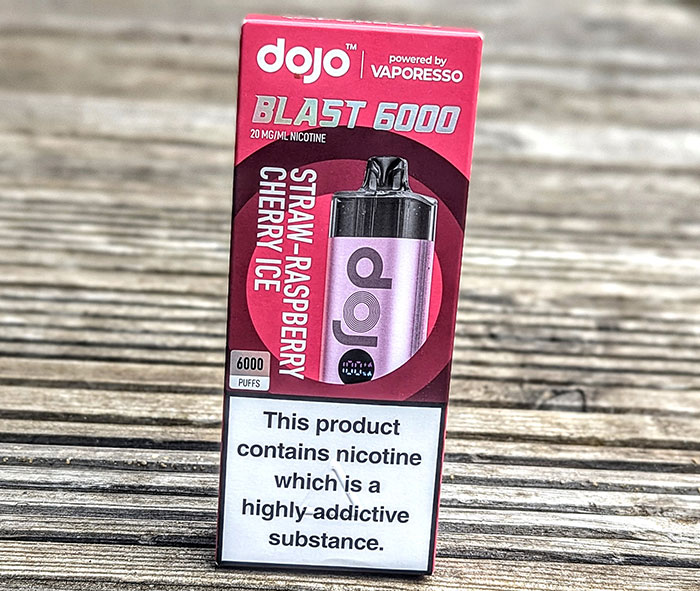 dojo™ | powered by
VAPORESSO
BLAST 6000
20 MG/ML NICOTINE
STRAW-RASPBERRY
CHERRY ICE
dojo
100%
6000
PUFFS
This product
contains nicotine
which is a
highly addictive
substance.